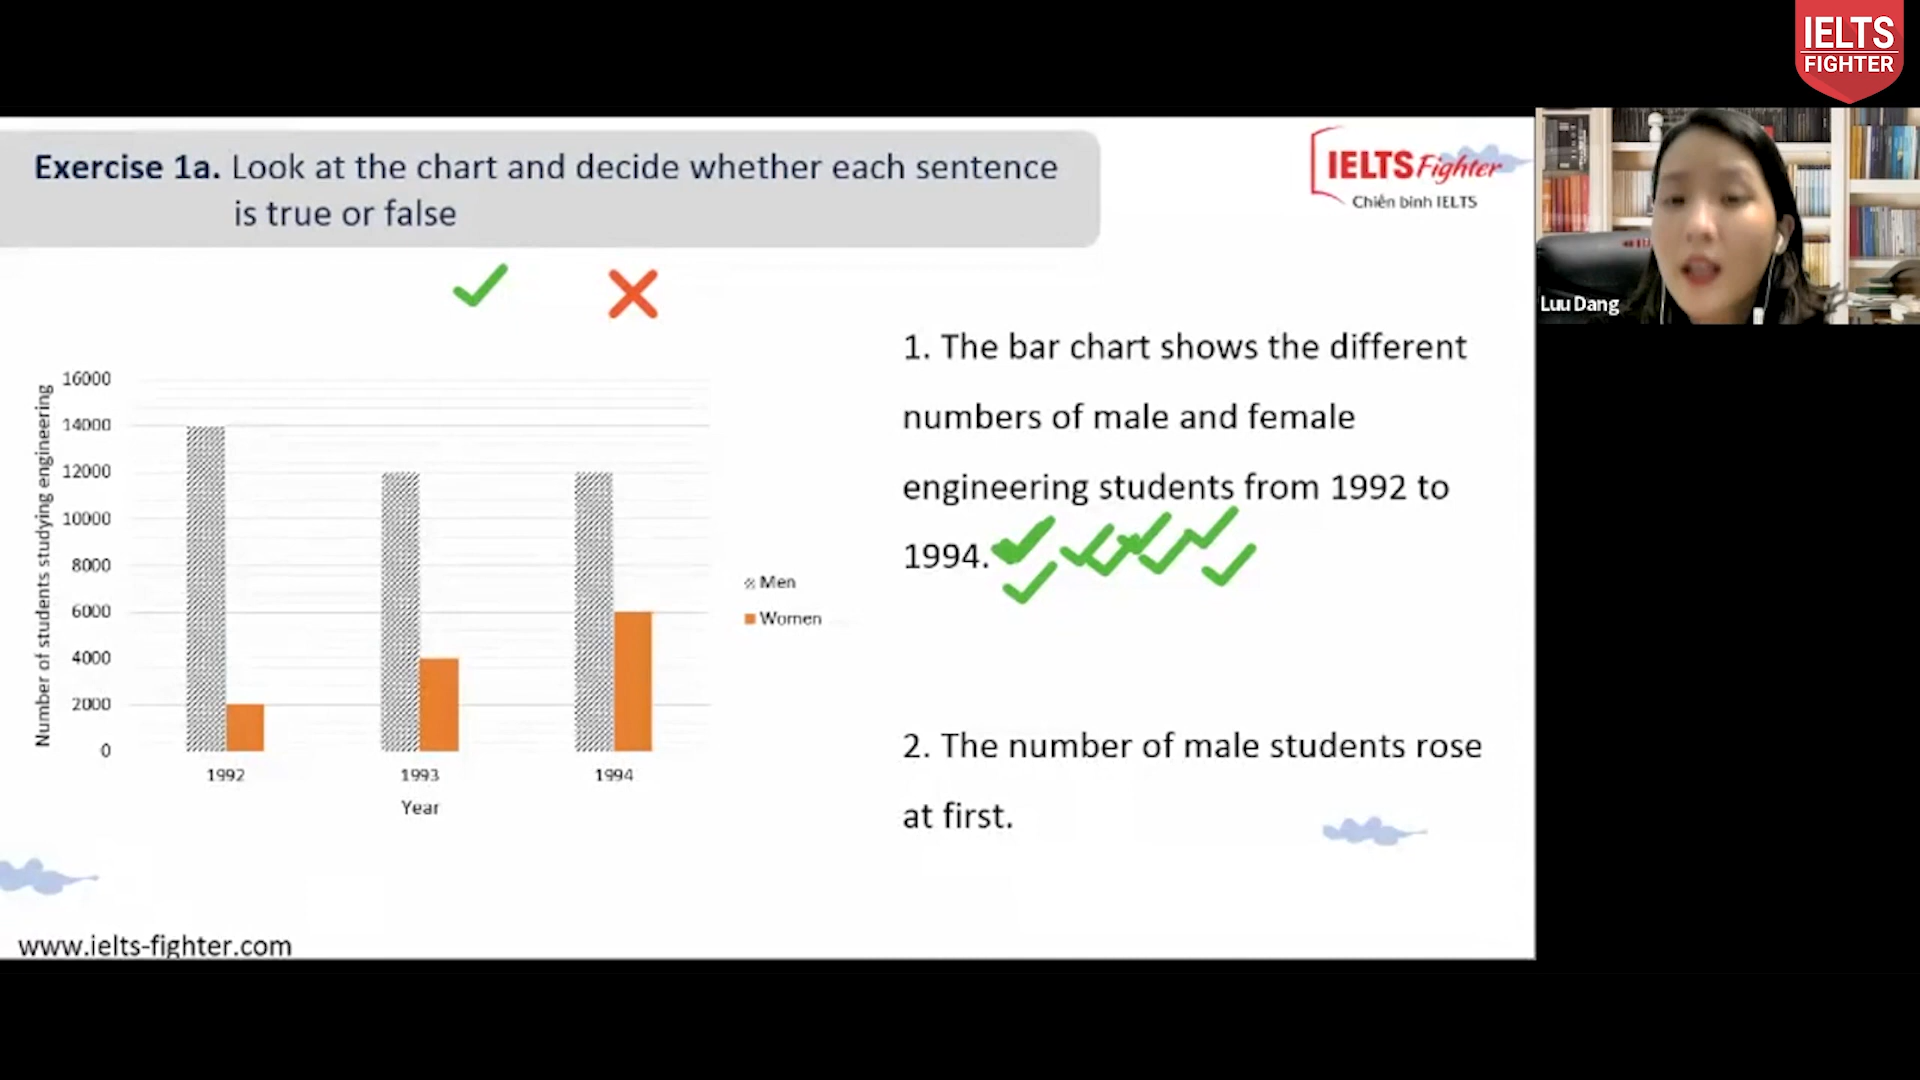 IELTS
FIGHTER
Exercise 1a. Look at the chart and decide whether each sentence
is true or false
IELTS Fighter
Chiến binh IELTS
Luu Dang
1. The bar chart shows the different
numbers of male and female
engineering students from 1992 to
1994.
Number of students studying engineering
16000
14000
12000
10000
8000
6000
4000
2000
0
1992 1993 1994
Year
Men
Women
2. The number of male students rose
at first.
www.ielts-fighter.com